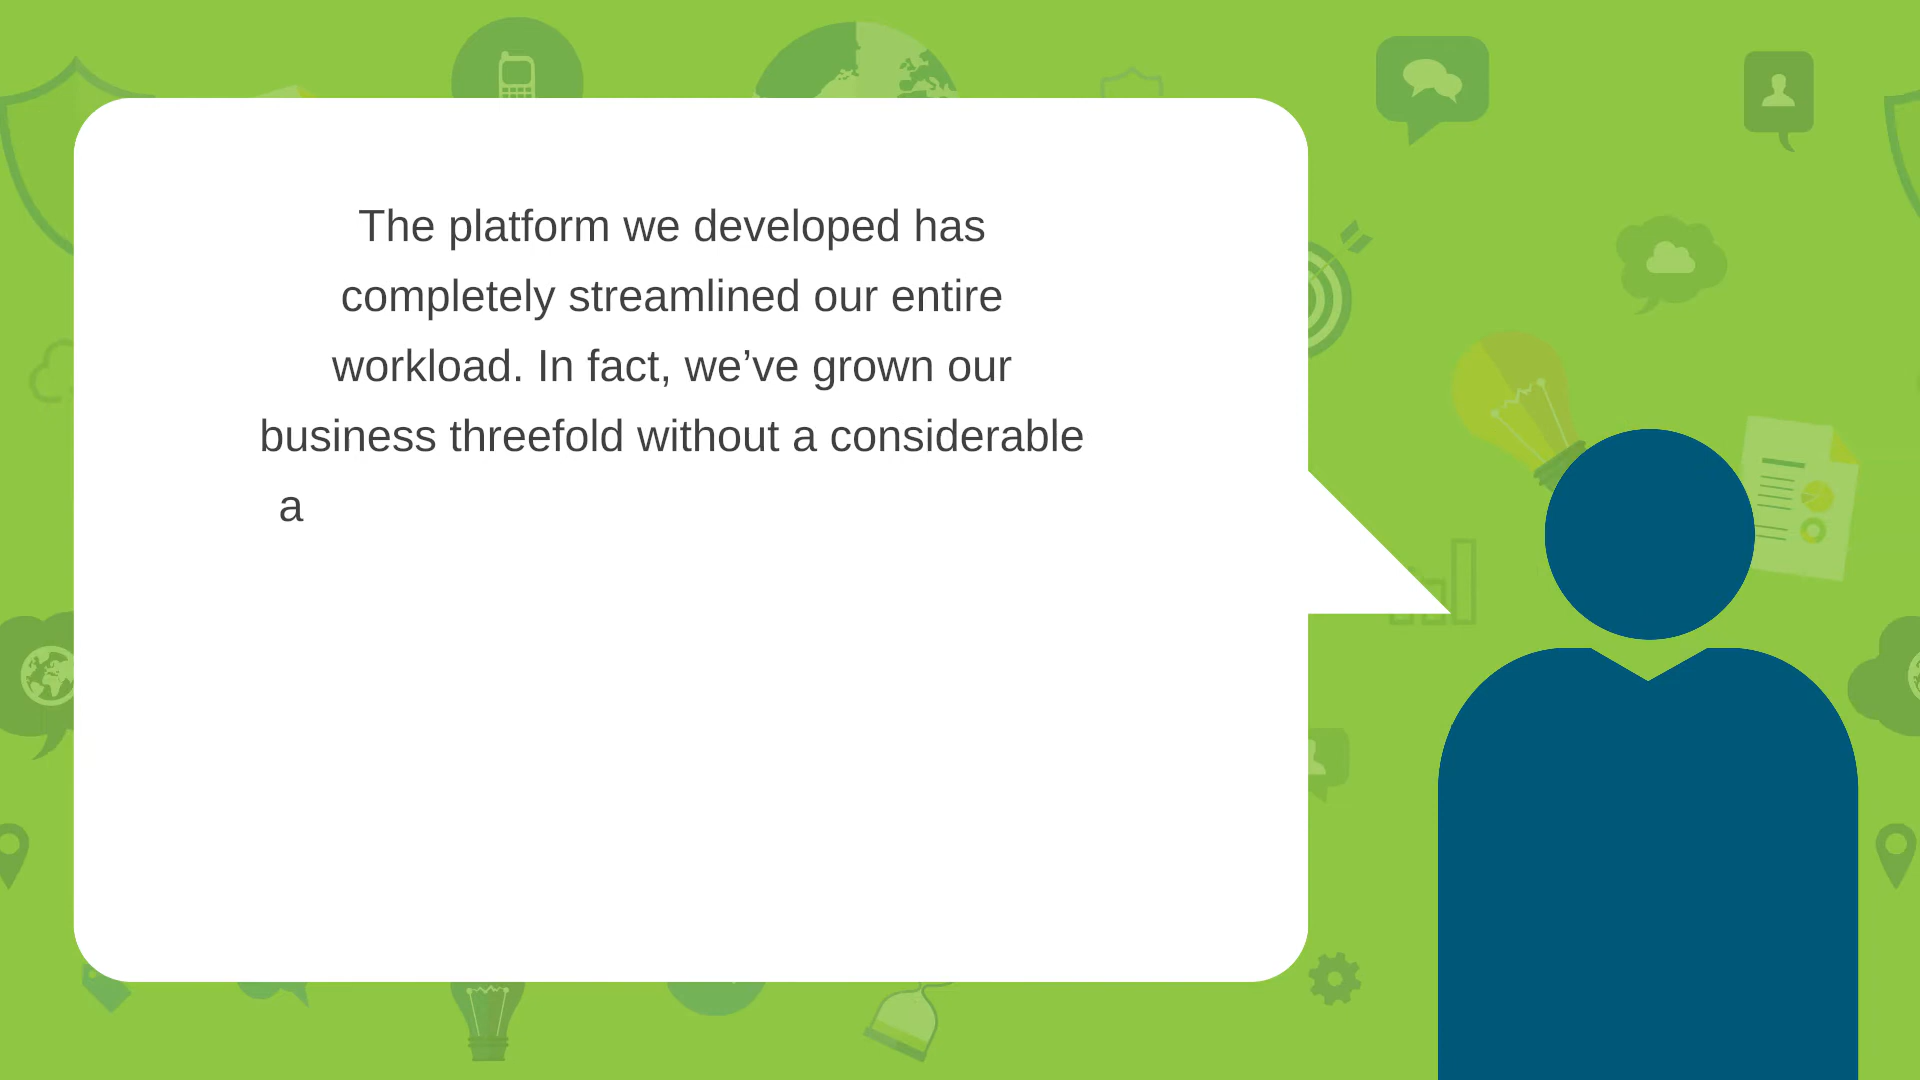 The platform we developed has
completely streamlined our entire
workload. In fact, we’ve grown our
business threefold without a considerable
a